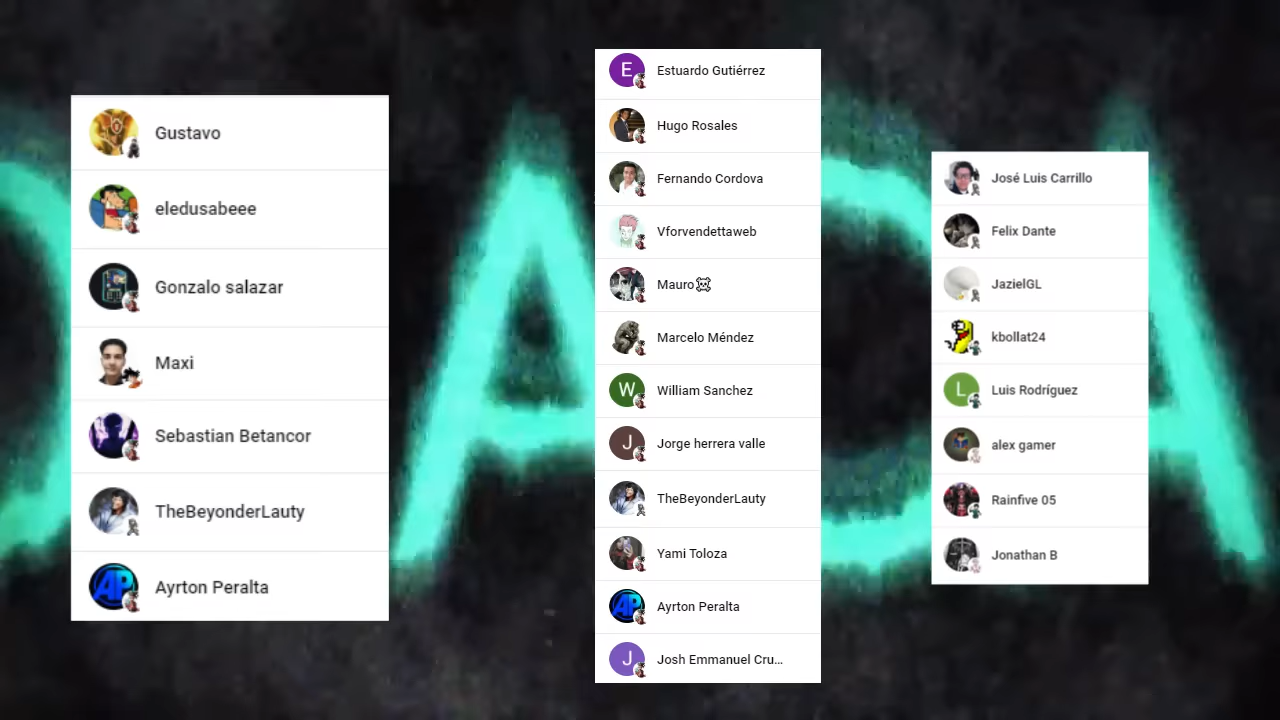 Gustavo
eledusabeee
Gonzalo salazar
Maxi
Sebastian Betancor
TheBeyonderLauty
AP
Ayrton Peralta
E
Estuardo Gutiérrez
Hugo Rosales
Fernando Cordova
Vforvendettaweb
Mauro☠
Marcelo Méndez
W
William Sanchez
J
Jorge herrera valle
TheBeyonderLauty
Yami Toloza
AP
Ayrton Peralta
J
Josh Emmanuel Cru...
José Luis Carrillo
Felix Dante
JazielGL
kbollat24
L
Luis Rodríguez
alex gamer
Rainfive 05
Jonathan B